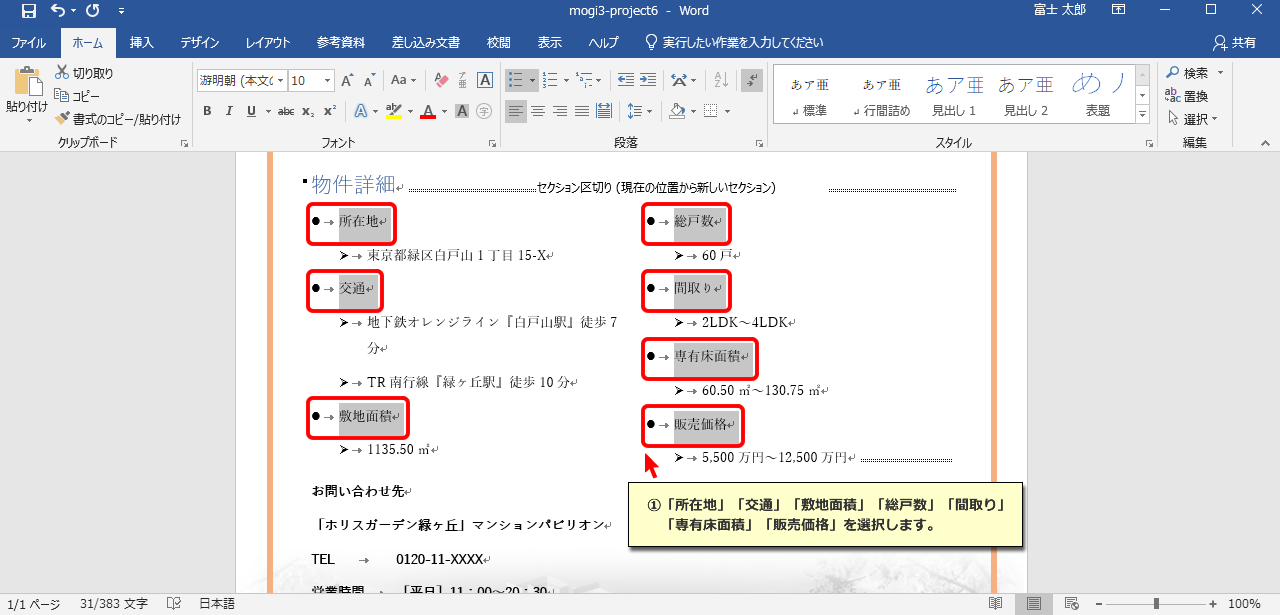 mogi3-project6 - Word
富士 太郎
ファイル ホーム 挿入 デザイン レイアウト 参考資料 差し込み文書 校閲 表示 ヘルプ 実行したい作業を入力してください 共有
貼り付け
切り取り
コピー
書式のコピー/貼り付け
クリップボード
游明朝 (本文の 10
Aa
A
B I U abc x₂ x²
A ab A A 字
フォント
段落
あア亜 あア亜 あア亜 あア亜 め ノ
↲ 標準 ↲ 行間詰め 見出し 1 見出し 2 表題
スタイル
検索
置換
選択
編集
物件詳細
セクション区切り (現在の位置から新しいセクション)
所在地
東京都緑区白戸山 1 丁目 15-X
交通
地下鉄オレンジライン『白戸山駅』徒歩 7
分
TR 南行線『緑ヶ丘駅』徒歩 10 分
敷地面積
1135.50 ㎡
総戸数
60 戸
間取り
2LDK～4LDK
専有床面積
60.50 ㎡～130.75 ㎡
販売価格
5,500 万円～12,500 万円
お問い合わせ先
「ホリスガーデン緑ヶ丘」マンションパビリオン
TEL → 0120-11-XXXX
営業時間 → [平日] 11：00～20：30
①「所在地」「交通」「敷地面積」「総戸数」「間取り」
「専有床面積」「販売価格」を選択します。
1/1 ページ 31/383 文字 日本語 100%